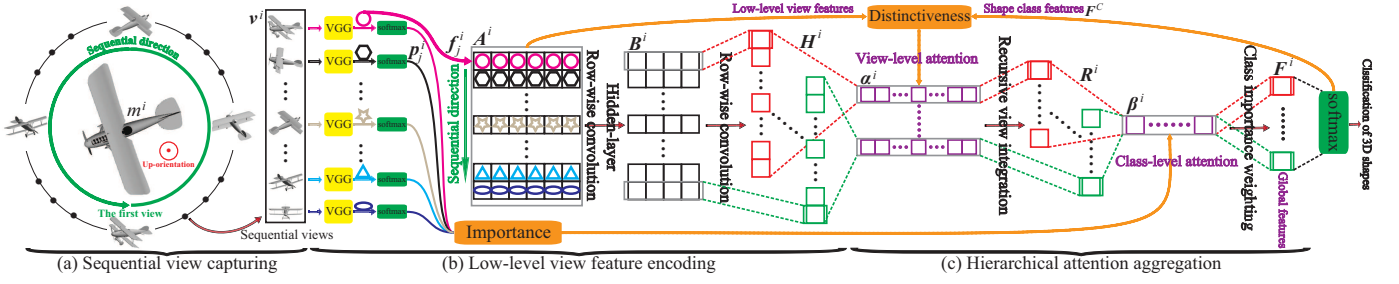 Sequential direction
m^i
Up-orientation
The first view
v^i
Sequential views
VGG
softmax
VGG
softmax
VGG
softmax
VGG
softmax
VGG
softmax
f_j^i
p_j^i
Sequential direction
A^i
Row-wise convolution
Hidden-layer
B^i
Row-wise convolution
H^i
Low-level view features
Distinctiveness
Shape class features F^C
View-level attention
α^i
Recursive view integration
R^i
β^i
Class-level attention
Class importance weighting
F^i
Global features
softmax
Classification of 3D shapes
Importance
(a) Sequential view capturing
(b) Low-level view feature encoding
(c) Hierarchical attention aggregation